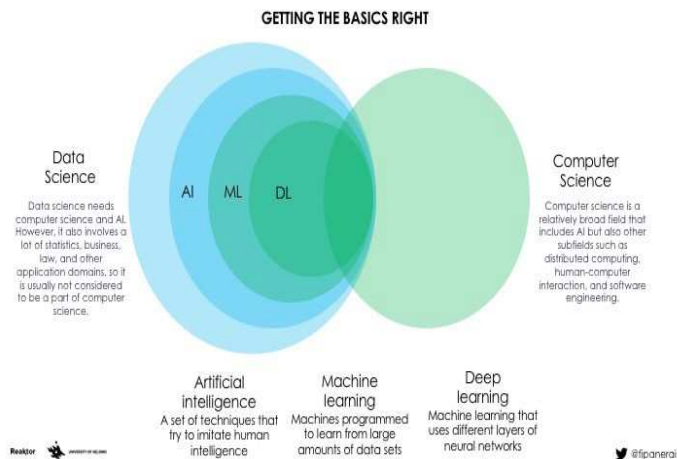 GETTING THE BASICS RIGHT
Data
Science
Data science needs
computer science and AI.
However, it also involves a
lot of statistics, business,
law, and other
application domains, so it
is usually not considered
to be a part of computer
science.
AI
ML
DL
Computer
Science
Computer science is a
relatively broad field that
includes AI but also other
subfields such as
distributed computing,
human-computer
interaction, and software
engineering.
Artificial
intelligence
A set of techniques that
try to imitate human
intelligence
Machine
learning
Machines programmed
to learn from large
amounts of data sets
Deep
learning
Machine learning that
uses different layers of
neural networks
Reaktor
UNIVERSITY OF HELSINKI
@fipanerai